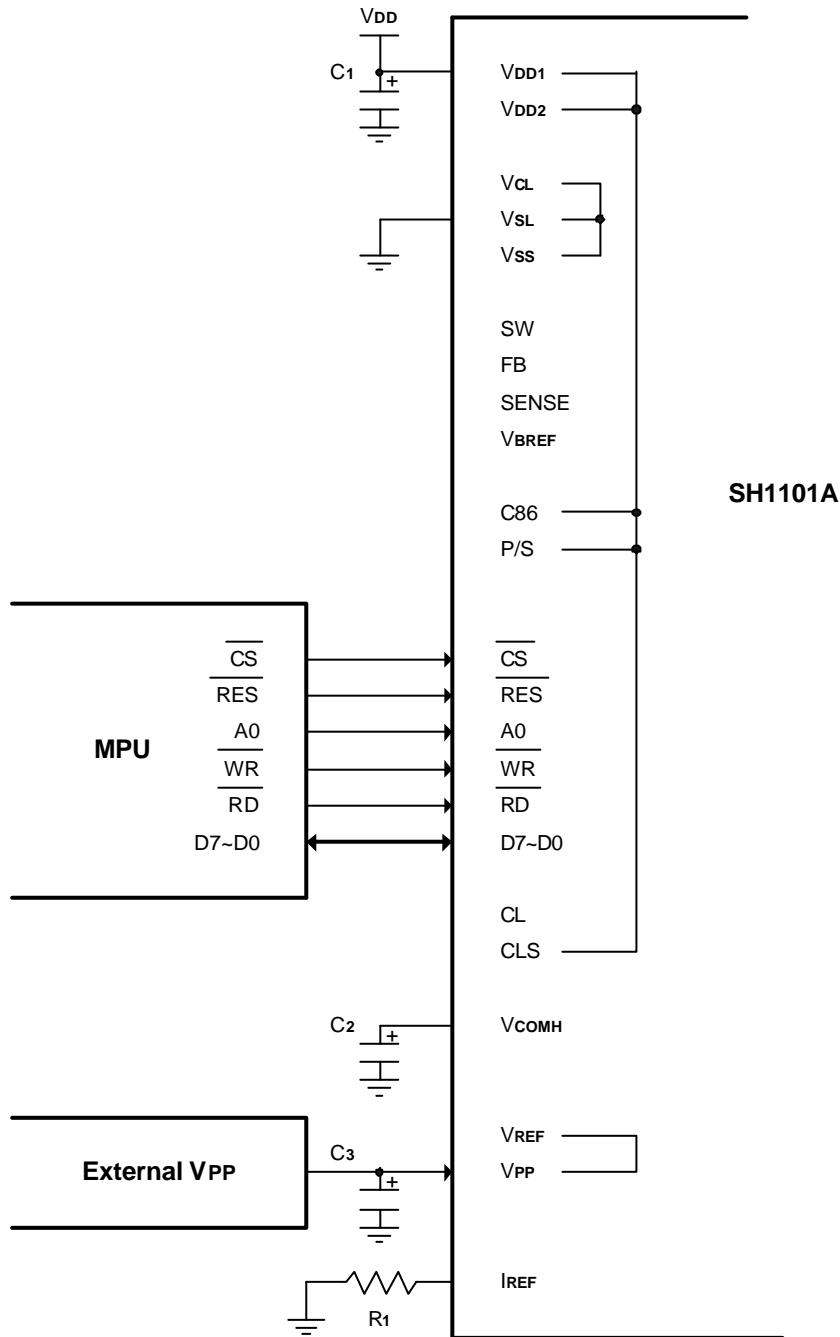 VDD
C1
+
VDD1
VDD2
VCL
VSL
VSS
SW
FB
SENSE
VBREF
SH1101A
C86
P/S
MPU
CS
RES
A0
WR
RD
D7~D0
CS
RES
A0
WR
RD
D7~D0
CL
CLS
C2
+
VCOMH
External VPP
C3
+
VREF
VPP
R1
IREF